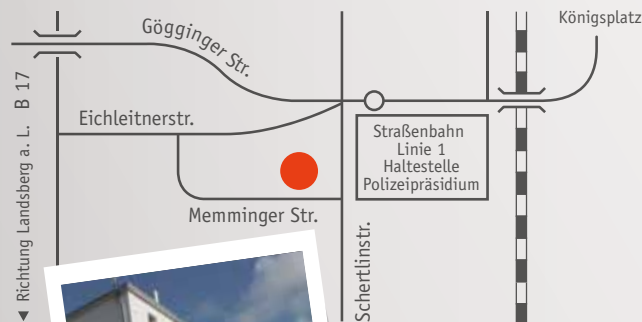 Königsplatz
Gögginger Str.
Eichleitnerstr.
Straßenbahn
Linie 1
Haltestelle
Polizeipräsidium
Memminger Str.
Schertlinstr.
◄ Richtung Landsberg a. L. B 17